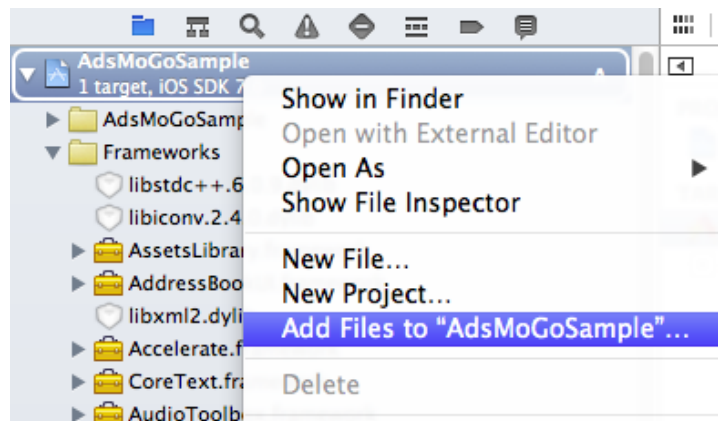 AdsMoGoSample
1 target, iOS SDK 7
AdsMoGoSamp
Frameworks
libstdc++.6
libiconv.2.4
AssetsLibra
AddressBoo
libxml2.dyli
Accelerate.f
CoreText.fra
AudioToolb
Show in Finder
Open with External Editor
Open As
Show File Inspector
New File...
New Project...
Add Files to “AdsMoGoSample”...
Delete